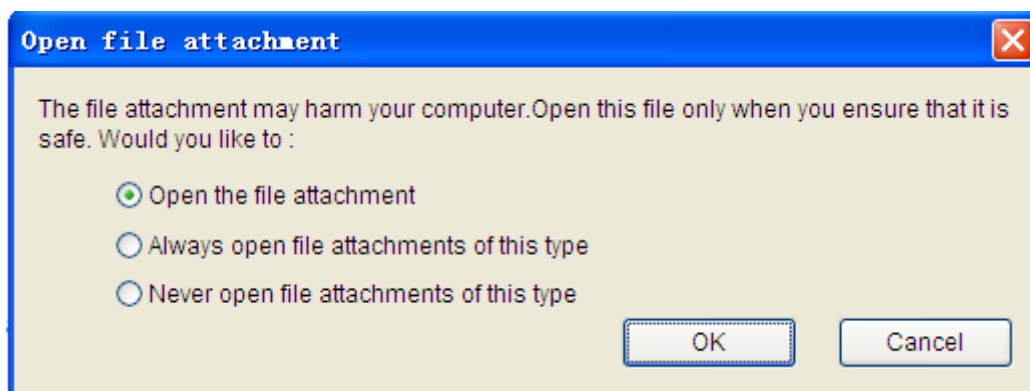 Open file attachment
The file attachment may harm your computer.Open this file only when you ensure that it is
safe. Would you like to :
Open the file attachment
Always open file attachments of this type
Never open file attachments of this type
OK Cancel